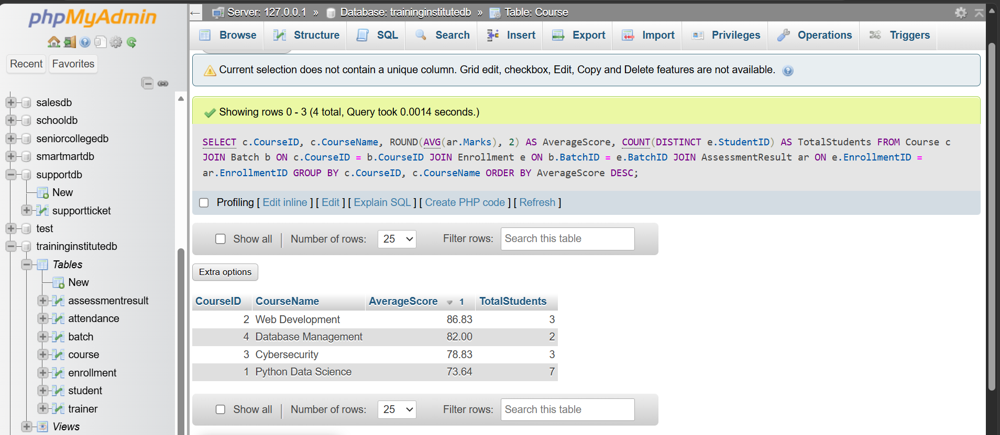 phpMyAdmin
Recent Favorites
salesdb
schooldb
seniorcollegedb
smartmartdb
supportdb
New
supportticket
test
traininginstitutedb
Tables
New
assessmentresult
attendance
batch
course
enrollment
student
trainer
Views
Server: 127.0.0.1 » Database: traininginstitutedb » Table: Course
Browse Structure SQL Search Insert Export Import Privileges Operations Triggers
Current selection does not contain a unique column. Grid edit, checkbox, Edit, Copy and Delete features are not available.
Showing rows 0 - 3 (4 total, Query took 0.0014 seconds.)
SELECT c.CourseID, c.CourseName, ROUND(AVG(ar.Marks), 2) AS AverageScore, COUNT(DISTINCT e.StudentID) AS TotalStudents FROM Course c
JOIN Batch b ON c.CourseID = b.CourseID JOIN Enrollment e ON b.BatchID = e.BatchID JOIN AssessmentResult ar ON e.EnrollmentID =
ar.EnrollmentID GROUP BY c.CourseID, c.CourseName ORDER BY AverageScore DESC;
Profiling [ Edit inline ] [ Edit ] [ Explain SQL ] [ Create PHP code ] [ Refresh ]
Show all | Number of rows: 25 Filter rows: Search this table
Extra options
CourseID CourseName AverageScore 1 TotalStudents
2 Web Development 86.83 3
4 Database Management 82.00 2
3 Cybersecurity 78.83 3
1 Python Data Science 73.64 7
Show all | Number of rows: 25 Filter rows: Search this table